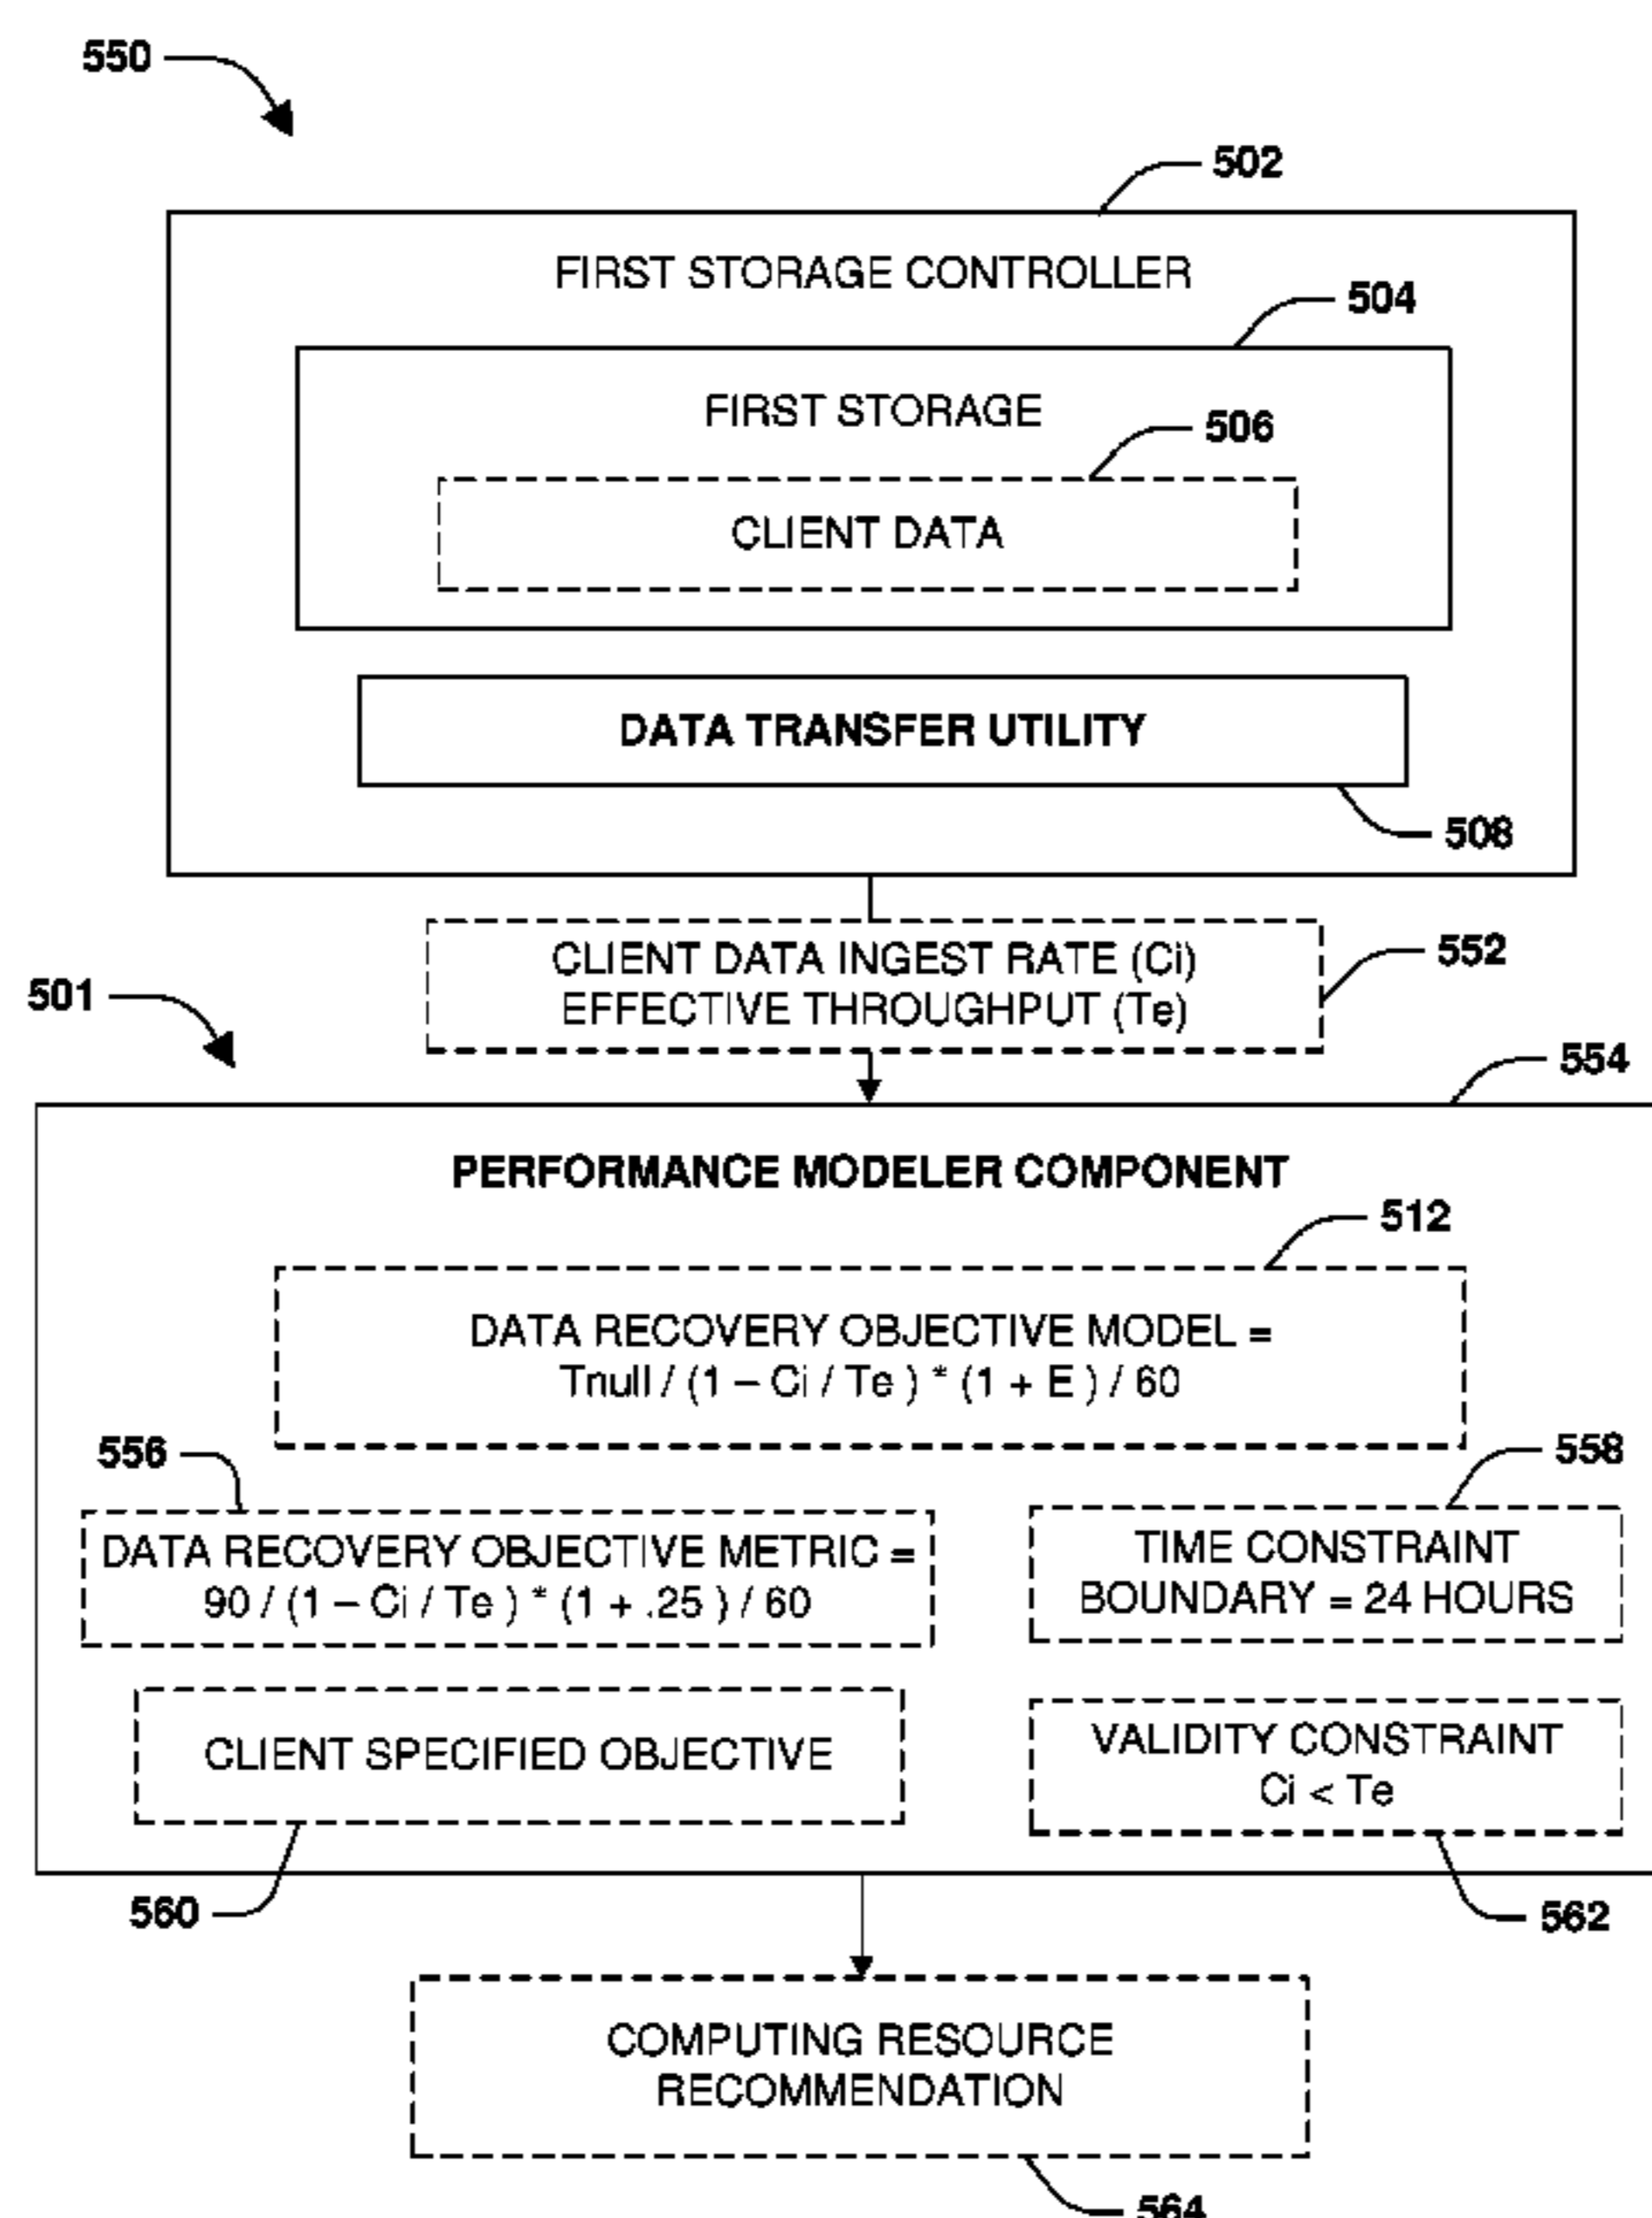 550
502
FIRST STORAGE CONTROLLER
504
FIRST STORAGE
506
CLIENT DATA
DATA TRANSFER UTILITY
508
CLIENT DATA INGEST RATE (Ci)
EFFECTIVE THROUGHPUT (Te)
552
501
554
PERFORMANCE MODELER COMPONENT
512
DATA RECOVERY OBJECTIVE MODEL =
Tnull / (1 – Ci / Te ) * (1 + E ) / 60
556
558
DATA RECOVERY OBJECTIVE METRIC =
90 / (1 – Ci / Te ) * (1 + .25 ) / 60
TIME CONSTRAINT
BOUNDARY = 24 HOURS
CLIENT SPECIFIED OBJECTIVE
VALIDITY CONSTRAINT
Ci < Te
560
562
COMPUTING RESOURCE
RECOMMENDATION
564